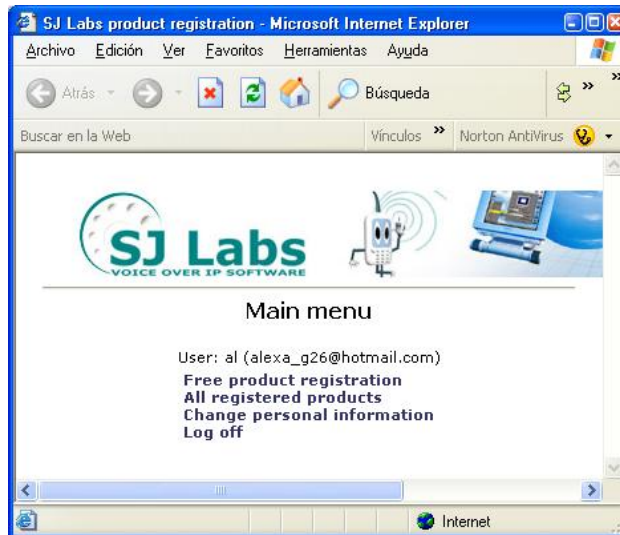 SJ Labs product registration - Microsoft Internet Explorer
Archivo Edición Ver Favoritos Herramientas Ayuda
Atrás Búsqueda
Buscar en la Web Vínculos Norton AntiVirus
SJ Labs
VOICE OVER IP SOFTWARE
Main menu
User: al (alexa_g26@hotmail.com)
Free product registration
All registered products
Change personal information
Log off
Internet